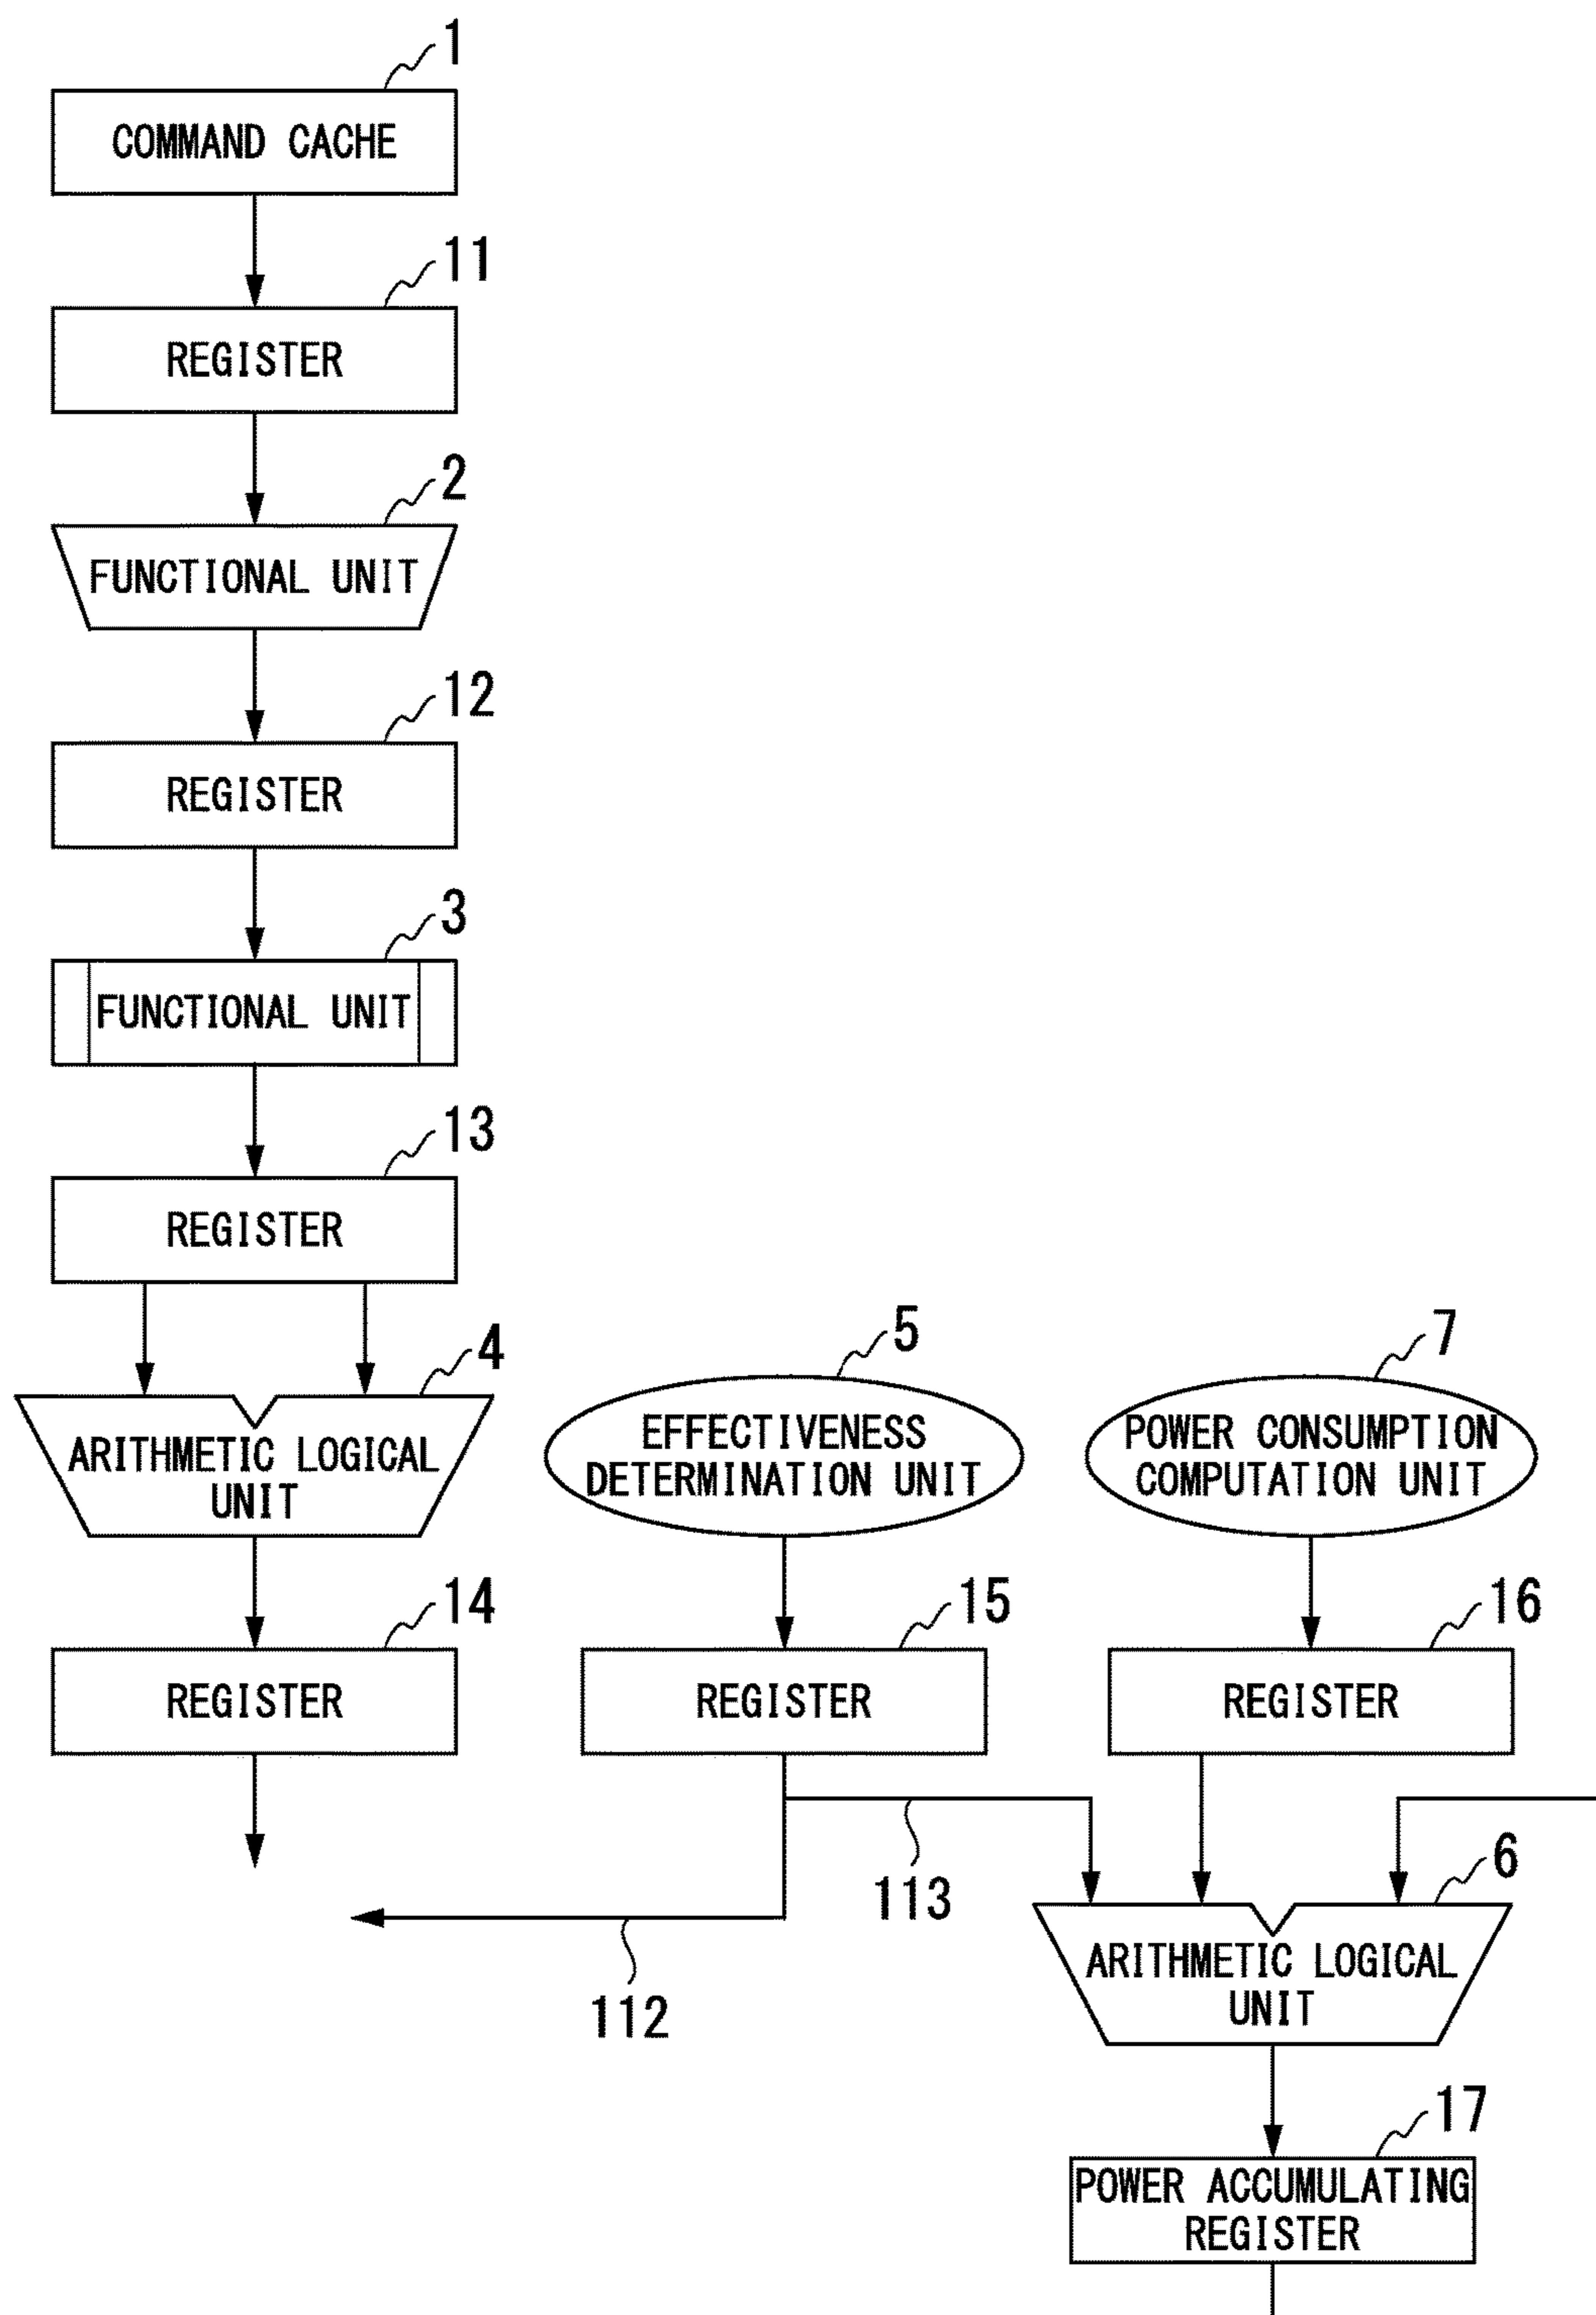 1
COMMAND CACHE
11
REGISTER
2
FUNCTIONAL UNIT
12
REGISTER
3
FUNCTIONAL UNIT
13
REGISTER
4
ARITHMETIC LOGICAL
UNIT
5
EFFECTIVENESS
DETERMINATION UNIT
7
POWER CONSUMPTION
COMPUTATION UNIT
14
REGISTER
15
REGISTER
16
REGISTER
113
112
6
ARITHMETIC LOGICAL
UNIT
17
POWER ACCUMULATING
REGISTER